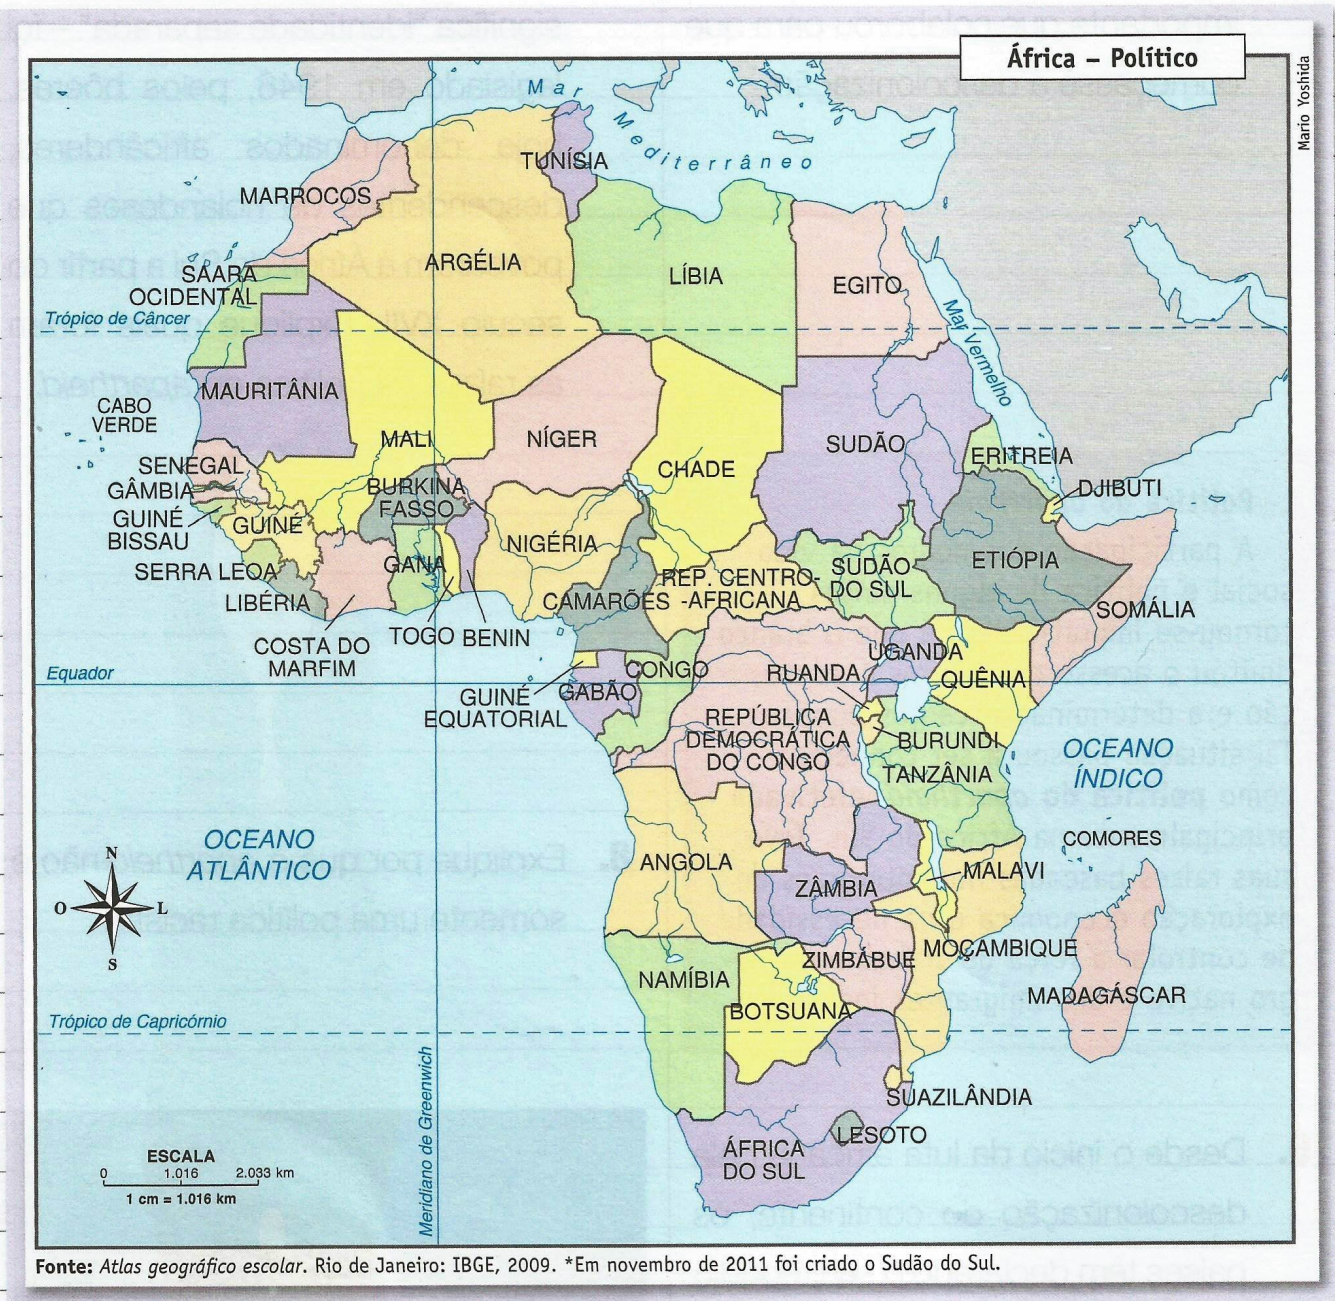 África – Político
Mario Yoshida
Mar
Mediterrâneo
TUNÍSIA
MARROCOS
ARGÉLIA
LÍBIA
EGITO
SAARA
OCIDENTAL
Trópico de Câncer
Mar Vermelho
MAURITÂNIA
CABO
VERDE
MALI
NÍGER
CHADE
SUDÃO
ERITREIA
SENEGAL
GÂMBIA
BURKINA
FASSO
DJIBUTI
GUINÉ
BISSAU
GUINÉ
NIGÉRIA
ETIÓPIA
SERRA LEOA
GANA
REP. CENTRO-
-AFRICANA
SUDÃO
DO SUL
LIBÉRIA
CAMARÕES
SOMÁLIA
COSTA DO
MARFIM
TOGO
BENIN
Equador
CONGO
UGANDA
RUANDA
QUÊNIA
GUINÉ
EQUATORIAL
GABÃO
REPÚBLICA
DEMOCRÁTICA
DO CONGO
BURUNDI
TANZÂNIA
OCEANO
ÍNDICO
OCEANO
ATLÂNTICO
COMORES
ANGOLA
ZÂMBIA
MALAVI
N
O
L
S
MOÇAMBIQUE
ZIMBÁBUE
NAMÍBIA
BOTSUANA
MADAGÁSCAR
Trópico de Capricórnio
Meridiano de Greenwich
SUAZILÂNDIA
LESOTO
ÁFRICA
DO SUL
ESCALA
0 1.016 2.033 km
1 cm = 1.016 km
Fonte: Atlas geográfico escolar. Rio de Janeiro: IBGE, 2009. *Em novembro de 2011 foi criado o Sudão do Sul.